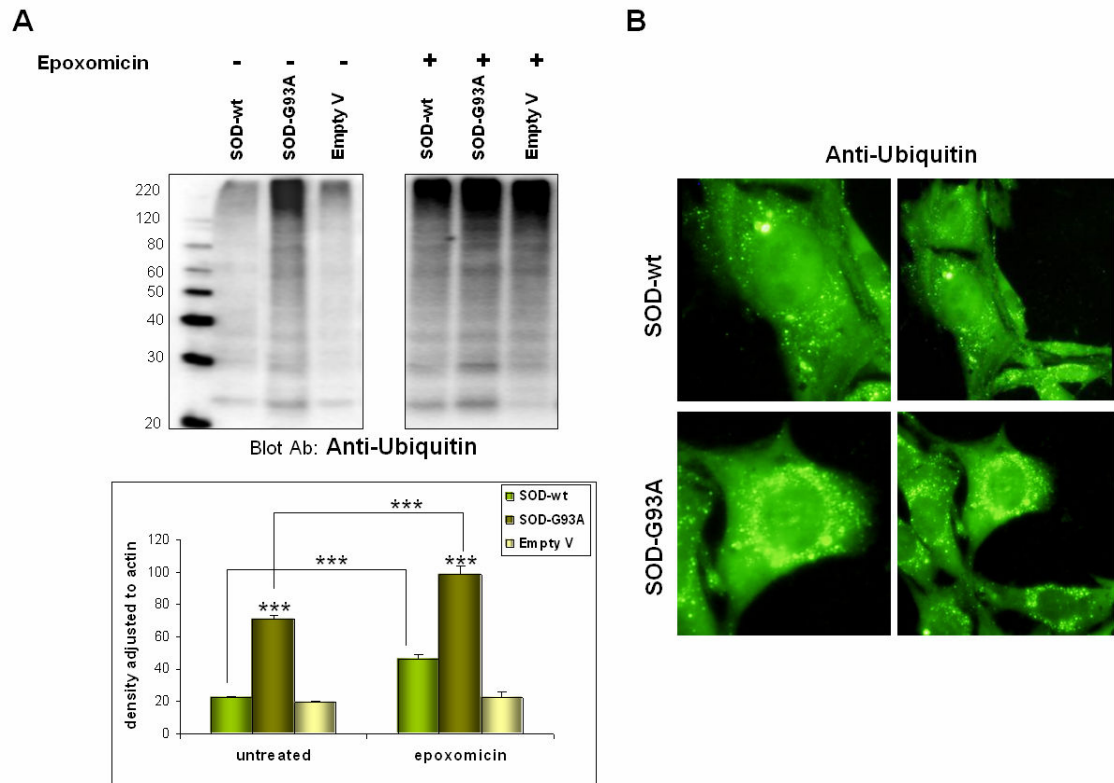 A
Epoxomicin - - - + + +
SOD-wt
SOD-G93A
Empty V
SOD-wt
SOD-G93A
Empty V
220
120
80
60
50
40
30
20
Blot Ab: Anti-Ubiquitin
SOD-wt
SOD-G93A
Empty V
***
***
***
***
density adjusted to actin
120
100
80
60
40
20
0
untreated epoxomicin
B
Anti-Ubiquitin
SOD-wt
SOD-G93A